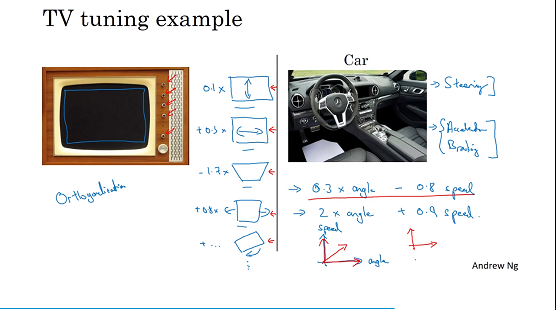 TV tuning example
Car
0.1 x
+ 0.3 x
- 1.7 x
+ 0.8 x
+ ...
Orthogonalization
→ Steering
→ { Acceleration
Braking
→ 0.3 x angle - 0.8 speed
→ 2 x angle + 0.9 speed.
speed
angle
Andrew Ng